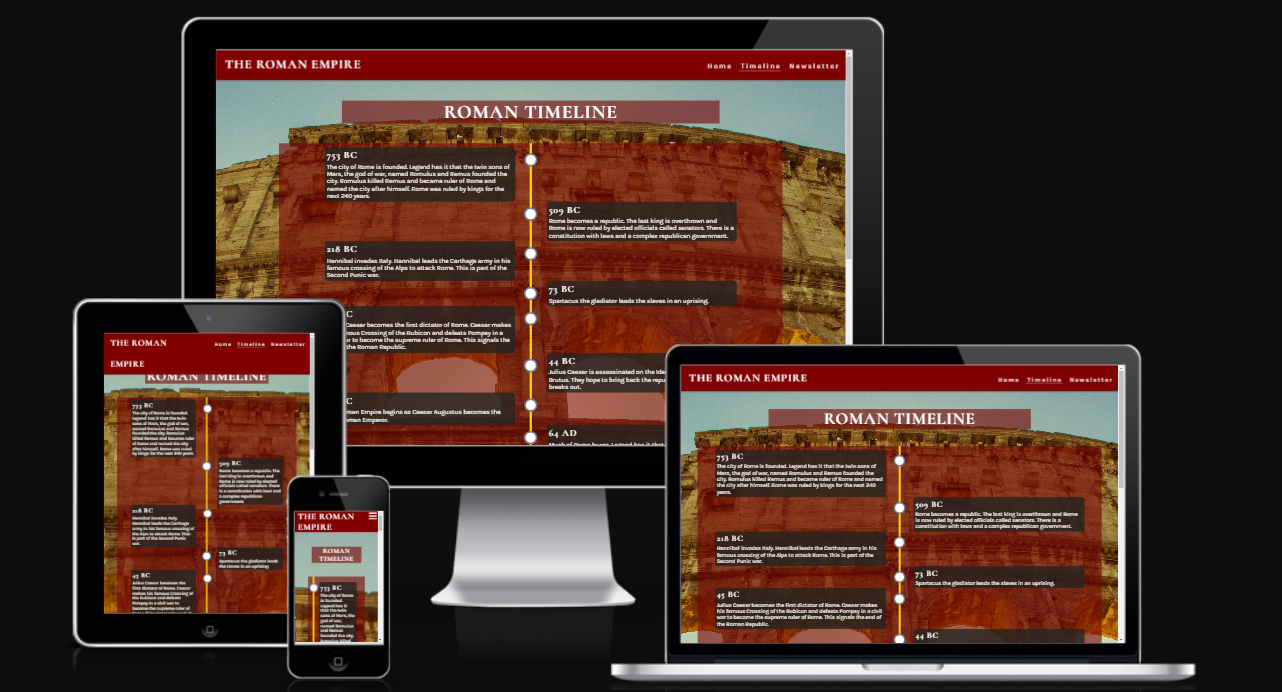 THE ROMAN EMPIRE
Home Timeline Newsletter
ROMAN TIMELINE
753 BC
The city of Rome is founded. Legend has it that the twin sons of
Mars, the god of war, named Romulus and Remus founded the
city. Romulus killed Remus and became ruler of Rome and
named the city after himself. Rome was ruled by kings for the
next 240 years.
509 BC
Rome becomes a republic. The last king is overthrown and
Rome is now ruled by elected officials called senators. There is a
constitution with laws and a complex republican government.
218 BC
Hannibal invades Italy. Hannibal leads the Carthage army in his
famous crossing of the Alps to attack Rome. This is part of the
Second Punic war.
73 BC
Spartacus the gladiator leads the slaves in an uprising.
C
Caesar becomes the first dictator of Rome. Caesar makes
nous Crossing of the Rubicon and defeats Pompey in a
ar to become the supreme ruler of Rome. This signals
the Roman Republic.
44 BC
Julius Caesar is assassinated on the Ide
Brutus. They hope to bring back the repu
breaks out.
C
man Empire begins as Caesar Augustus becomes the
oman Emperor.
64 AD
Much of Rome burns. Legend has it that
THE ROMAN
EMPIRE
Home Timeline Newsletter
ROMAN TIMELINE
753 BC
The city of Rome is founded.
Legend has it that the twin
sons of Mars, the god of war,
named Romulus and Remus
founded the city. Romulus
killed Remus and became ruler
of Rome and named the city
after himself. Rome was ruled
by kings for the next 240 years.
509 BC
Rome becomes a republic. The
last king is overthrown and
Rome is now ruled by elected
officials called senators. There
is a constitution with laws and
a complex republican
government.
218 BC
Hannibal invades Italy.
Hannibal leads the Carthage
army in his famous crossing of
the Alps to attack Rome. This
is part of the Second Punic
war.
73 BC
Spartacus the gladiator leads
the slaves in an uprising.
45 BC
Julius Caesar becomes the
first dictator of Rome. Caesar
makes his famous Crossing of
the Rubicon and defeats
Pompey in a civil war to
become the supreme ruler of
Rome. This signals the end of
THE ROMAN
EMPIRE
ROMAN
TIMELINE
753 BC
The city of Rome
is founded.
Legend has it
that the twin
sons of Mars, the
god of war,
named Romulus
and Remus
founded the city.
Romulus killed
THE ROMAN EMPIRE
Home Timeline Newsletter
ROMAN TIMELINE
753 BC
The city of Rome is founded. Legend has it that the twin sons of
Mars, the god of war, named Romulus and Remus founded the
city. Romulus killed Remus and became ruler of Rome and named
the city after himself. Rome was ruled by kings for the next 240
years.
509 BC
Rome becomes a republic. The last king is overthrown and Rome
is now ruled by elected officials called senators. There is a
constitution with laws and a complex republican government.
218 BC
Hannibal invades Italy. Hannibal leads the Carthage army in his
famous crossing of the Alps to attack Rome. This is part of the
Second Punic war.
73 BC
Spartacus the gladiator leads the slaves in an uprising.
45 BC
Julius Caesar becomes the first dictator of Rome. Caesar makes
his famous Crossing of the Rubicon and defeats Pompey in a civil
war to become the supreme ruler of Rome. This signals the end of
the Roman Republic.
44 BC